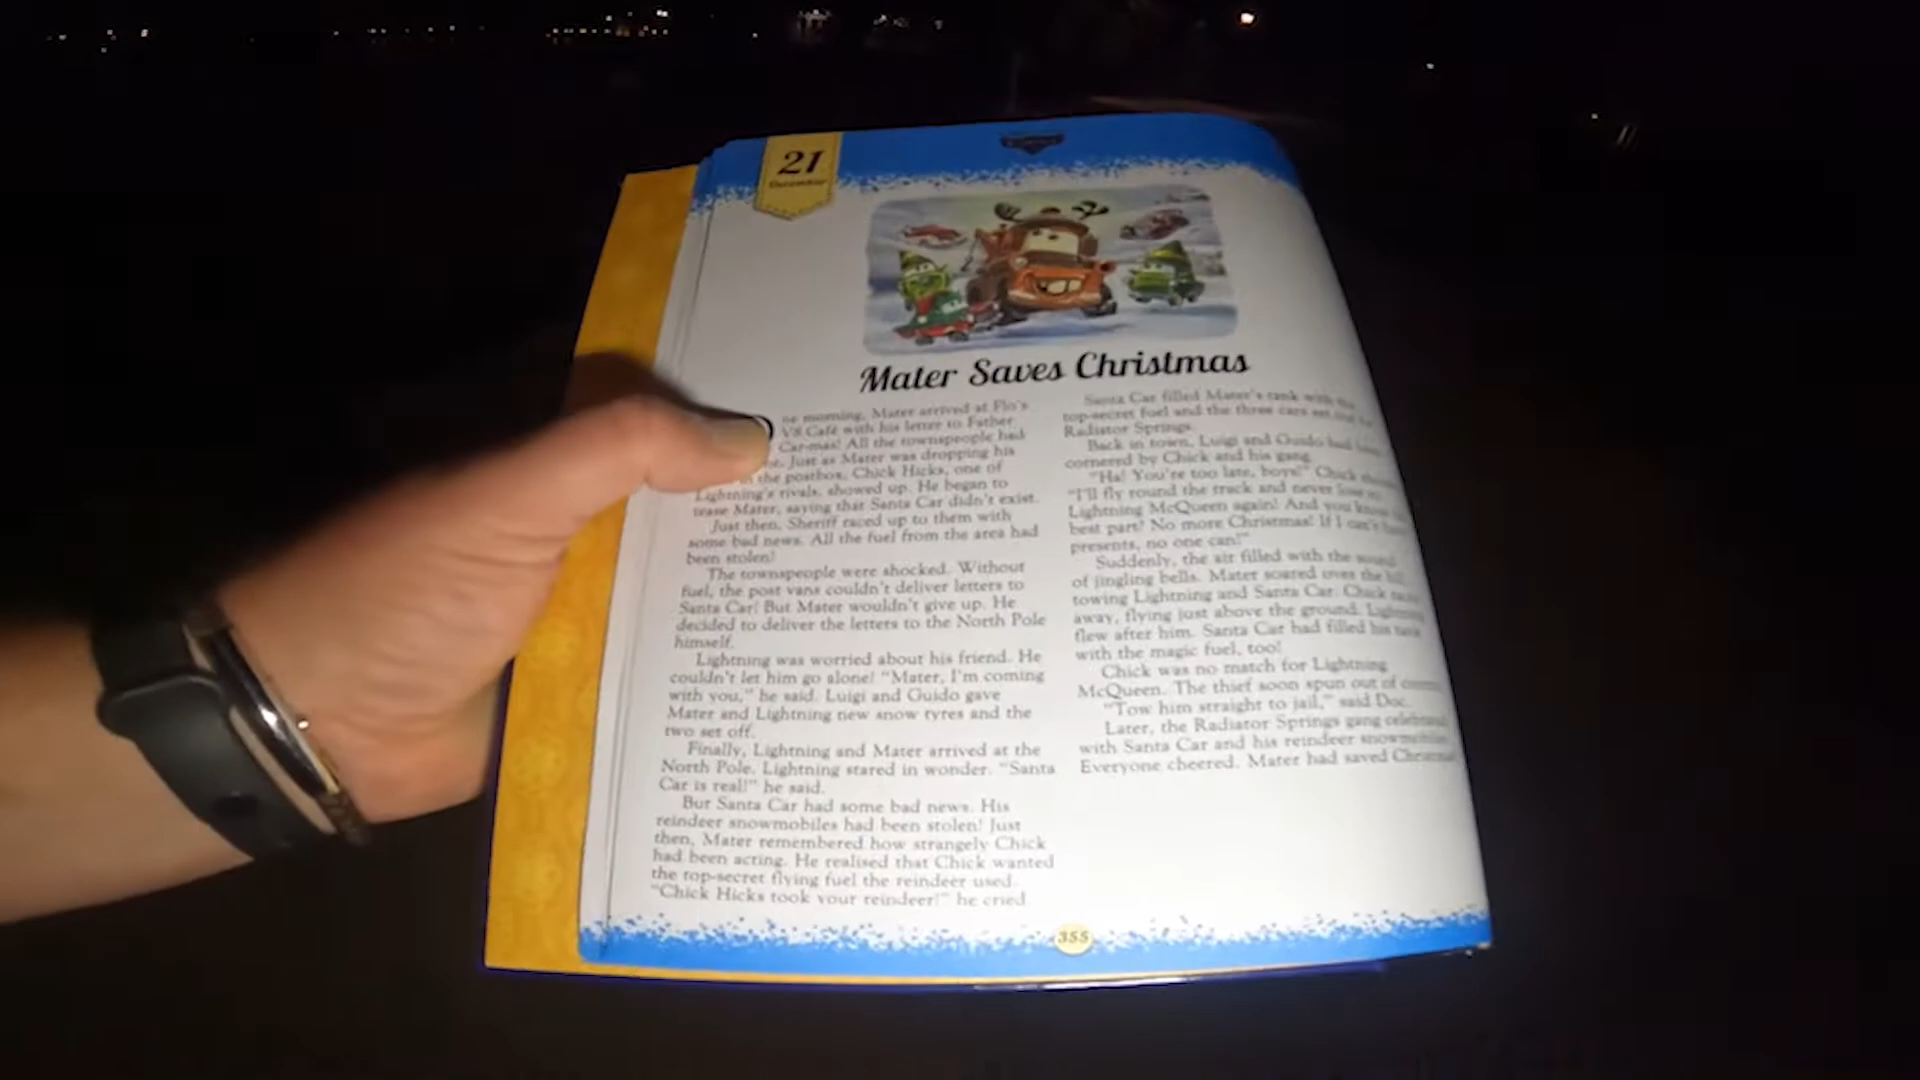 21
December
Mater Saves Christmas
ne morning, Mater arrived at Flo's
V8 Café with his letter to Father
Car-mas! All the townspeople had
Just as Mater was dropping his
the postbox, Chick Hicks, one of
Lightning's rivals, showed up. He began to
tease Mater, saying that Santa Car didn't exist.
Just then, Sheriff raced up to them with
some bad news. All the fuel from the area had
been stolen!
The townspeople were shocked. Without
fuel, the post vans couldn't deliver letters to
Santa Car! But Mater wouldn't give up. He
decided to deliver the letters to the North Pole
himself.
Lightning was worried about his friend. He
couldn't let him go alone! "Mater, I'm coming
with you," he said. Luigi and Guido gave
Mater and Lightning new snow tyres and the
two set off.
Finally, Lightning and Mater arrived at the
North Pole. Lightning stared in wonder. "Santa
Car is real!" he said.
But Santa Car had some bad news. His
reindeer snowmobiles had been stolen! Just
then, Mater remembered how strangely Chick
had been acting. He realised that Chick wanted
the top-secret flying fuel the reindeer used.
"Chick Hicks took your reindeer!" he cried.
Santa Car filled Mater's tank with the
top-secret fuel and the three cars set out
Radiator Springs.
Back in town, Luigi and Guido had
cornered by Chick and his gang.
"Ha! You're too late, boys!" Chick
"I'll fly round the track and never lose to
Lightning McQueen again! And you know the
best part? No more Christmas! If I can't
presents, no one can!"
Suddenly, the air filled with the sound
of jingling bells. Mater soared over the
towing Lightning and Santa Car. Chick
away, flying just above the ground. Lightning
flew after him. Santa Car had filled his tank
with the magic fuel, too!
Chick was no match for Lightning
McQueen. The thief soon spun out of
"Tow him straight to jail," said Doc.
Later, the Radiator Springs gang celebrated
with Santa Car and his reindeer snowmobiles.
Everyone cheered. Mater had saved Christmas
355